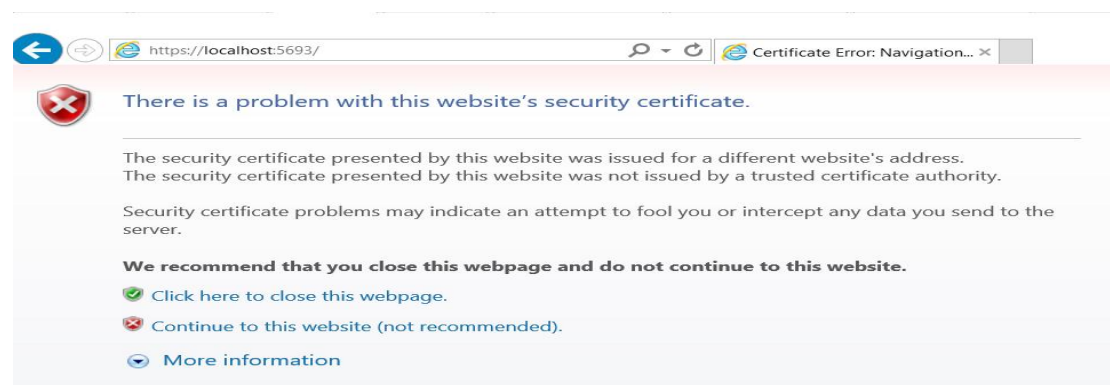 https://localhost:5693/
Certificate Error: Navigation...
There is a problem with this website's security certificate.
The security certificate presented by this website was issued for a different website's address.
The security certificate presented by this website was not issued by a trusted certificate authority.
Security certificate problems may indicate an attempt to fool you or intercept any data you send to the
server.
We recommend that you close this webpage and do not continue to this website.
Click here to close this webpage.
Continue to this website (not recommended).
More information